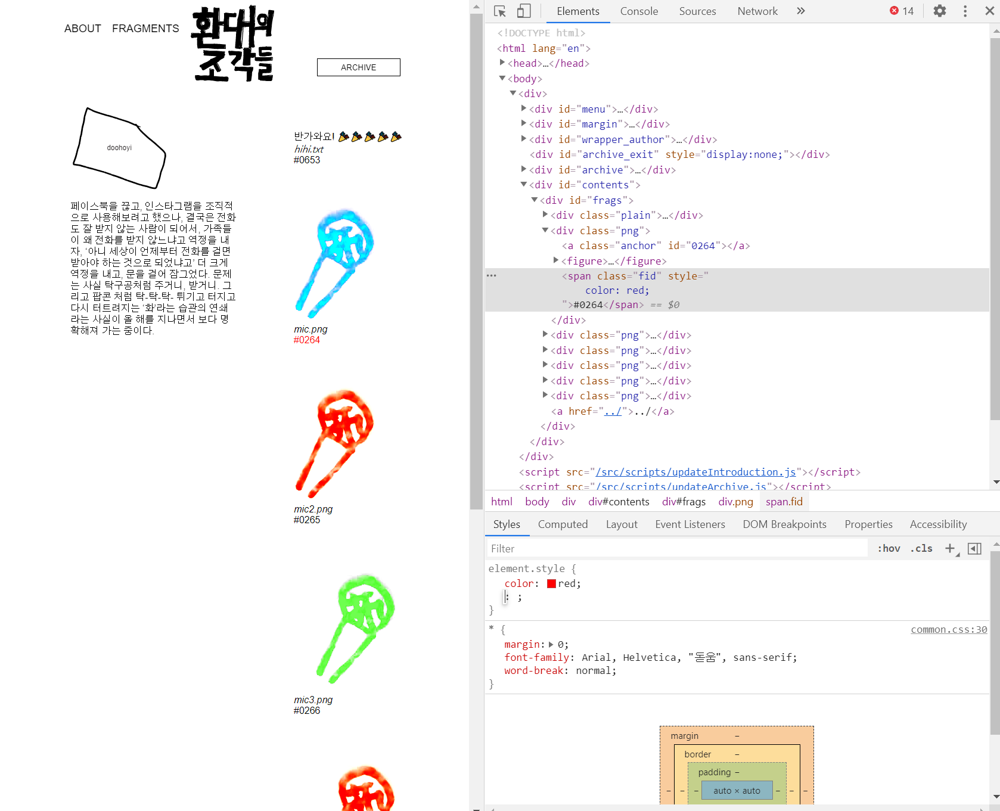 ABOUT FRAGMENTS
환대의
조각들
ARCHIVE
doohoyi
페이스북을 끊고, 인스타그램을 조직적
으로 사용해보려고 했으나, 결국은 전화
도 잘 받지 않는 사람이 되어서, 가족들
이 왜 전화를 받지 않느냐고 역정을 내
자, ‘아니 세상이 언제부터 전화를 걸면
받아야 하는 것으로 되었냐고’ 더 크게
역정을 내고, 문을 걸어 잠그었다. 문제
는 사실 탁구공처럼 주거니, 받거니. 그
리고 팝콘 처럼 탁-탁-탁- 튀기고 터지고
다시 터트려지는 ‘화’라는 습관의 연쇄
라는 사실이 올 해를 지나면서 보다 명
확해져 가는 중이다.
반가와요! 🎉🎉🎉🎉🎉
hihi.txt
#0653
mic.png
#0264
mic2.png
#0265
mic3.png
#0266
Elements Console Sources Network » 14
<!DOCTYPE html>
<html lang="en">
<head>…</head>
<body>
<div>
<div id="menu">…</div>
<div id="margin">…</div>
<div id="wrapper_author">…</div>
<div id="archive_exit" style="display:none;"></div>
<div id="archive">…</div>
<div id="contents">
<div id="frags">
<div class="plain">…</div>
<div class="png">
<a class="anchor" id="0264"></a>
<figure>…</figure>
<span class="fid" style="
color: red;
">#0264</span> == $0
</div>
<div class="png">…</div>
<div class="png">…</div>
<div class="png">…</div>
<div class="png">…</div>
<div class="png">…</div>
<a href="../">../</a>
</div>
</div>
</div>
<script src="/src/scripts/updateIntroduction.js"></script>
<script src="/src/scripts/updateArchive.js"></script>
html body div div#contents div#frags div.png span.fid
Styles Computed Layout Event Listeners DOM Breakpoints Properties Accessibility
Filter :hov .cls +
element.style {
color: red;
: ;
}
* { common.css:30
margin: 0;
font-family: Arial, Helvetica, "돋움", sans-serif;
word-break: normal;
}
margin –
border –
padding –
– – – auto × auto – – –